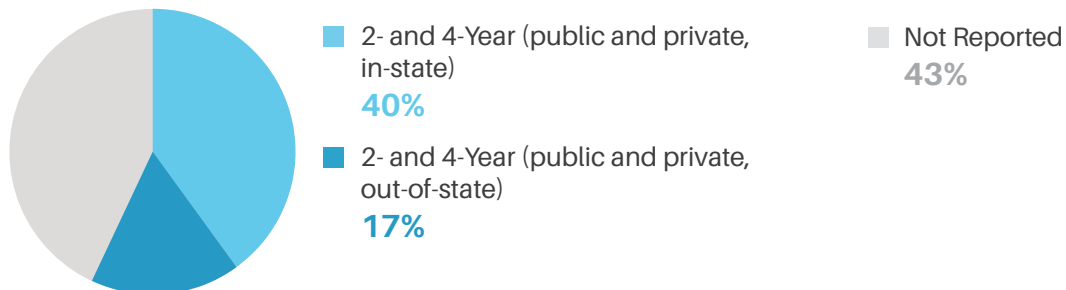 2- and 4-Year (public and private,
in-state)
40%
2- and 4-Year (public and private,
out-of-state)
17%
Not Reported
43%